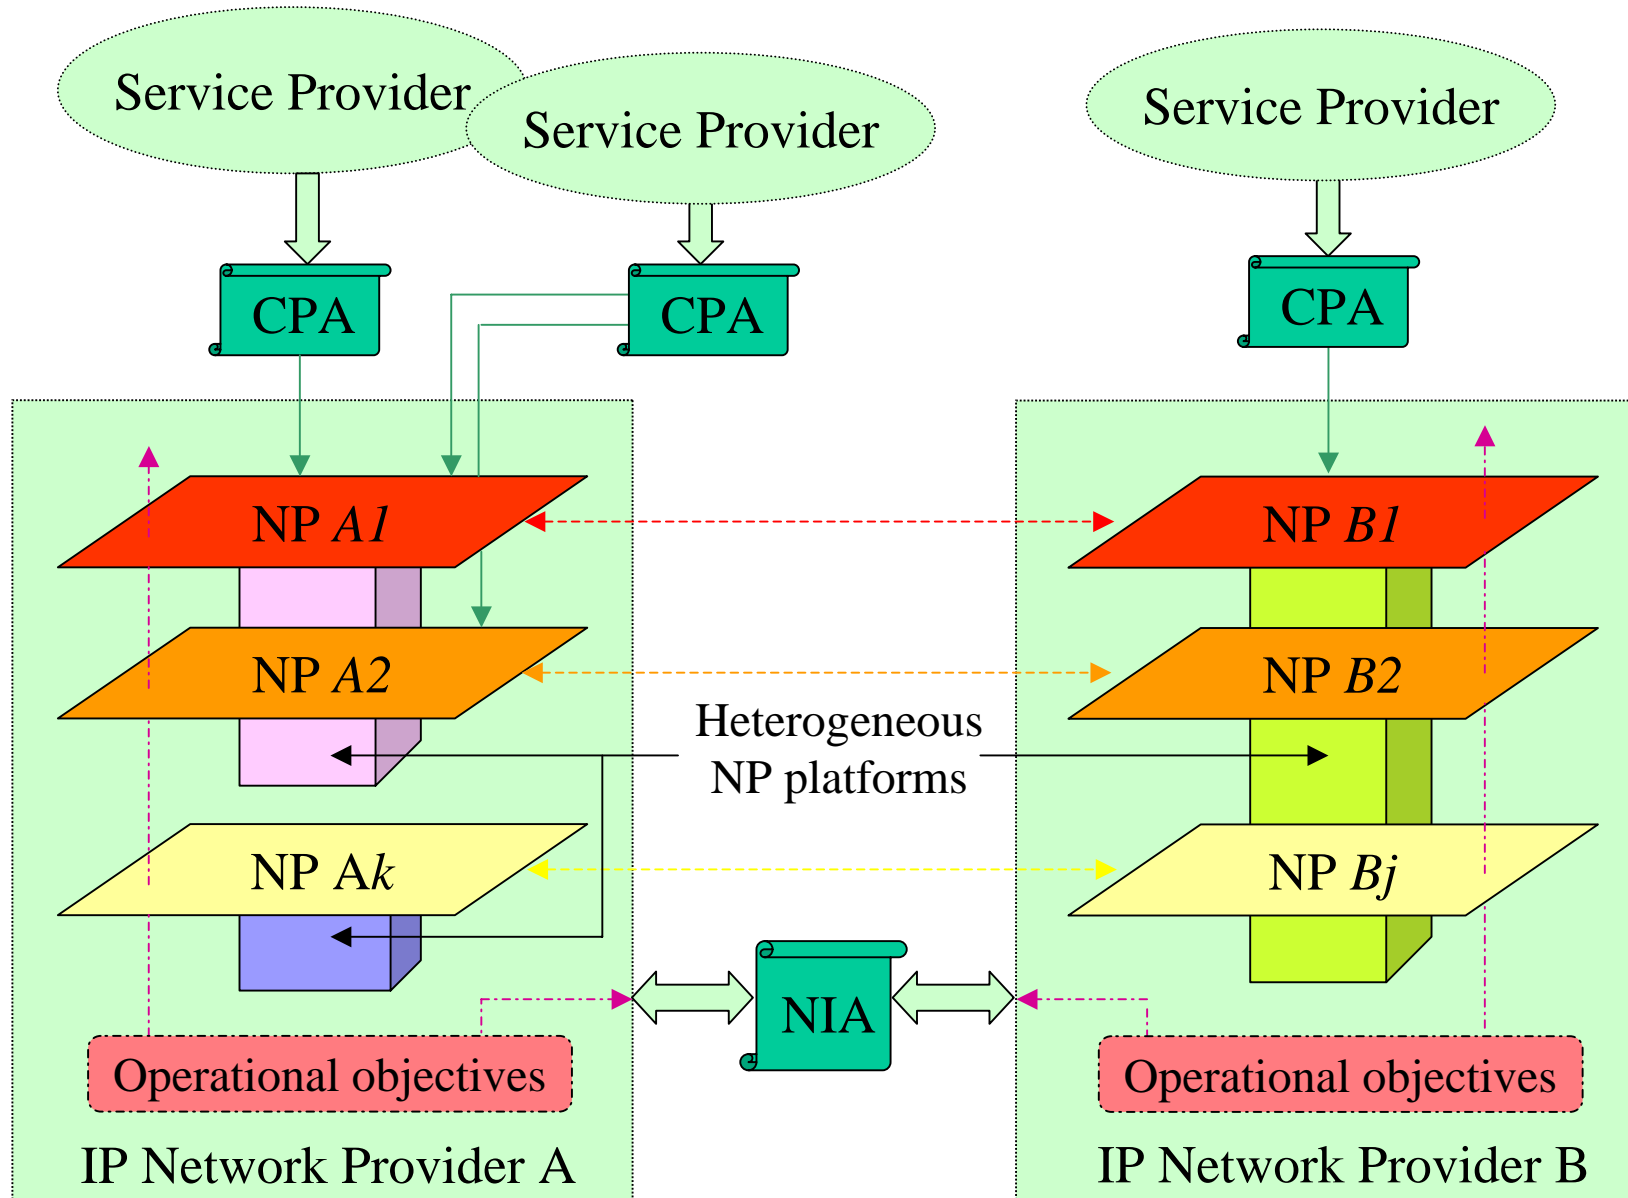 Service Provider
Service Provider
Service Provider
CPA
CPA
CPA
NP A1
NP B1
NP A2
NP B2
Heterogeneous
NP platforms
NP Ak
NP Bj
NIA
Operational objectives
Operational objectives
IP Network Provider A
IP Network Provider B